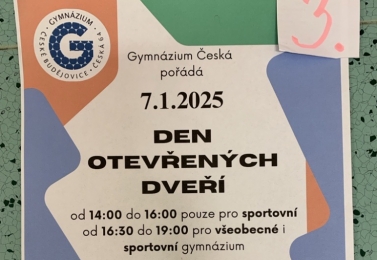 GYMNÁZIUM
ČESKÉ BUDĚJOVICE • ČESKÁ 64
G
3.
Gymnázium Česká
pořádá
7.1.2025
DEN
OTEVŘENÝCH
DVEŘÍ
od 14:00 do 16:00 pouze pro sportovní
od 16:30 do 19:00 pro všeobecné i
sportovní gymnázium